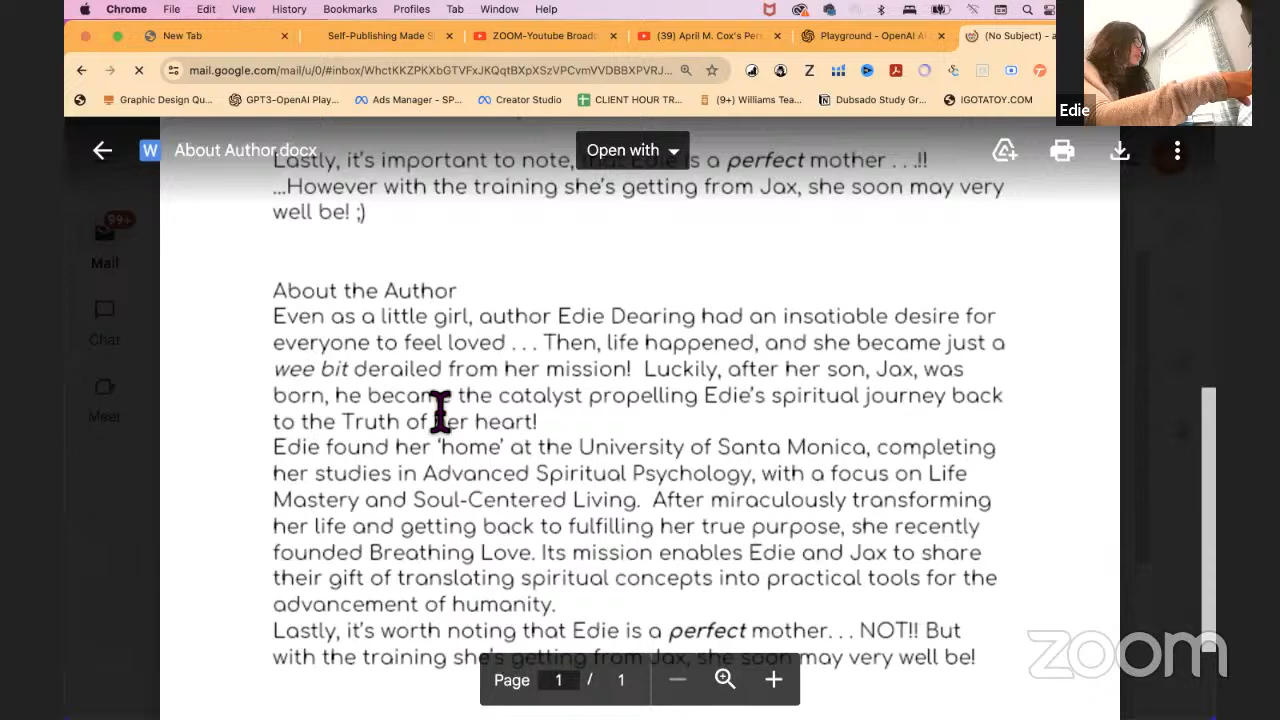 Chrome File Edit View History Bookmarks Profiles Tab Window Help
New Tab Self-Publishing Made S ZOOM-Youtube Broadc (39) April M. Cox's Pers Playground - OpenAI A (No Subject) - a
mail.google.com/mail/u/0/#inbox/WhctKKZPKXbGTVFxJKQqtBXpXSzVPCvmVVDBBXPVRJ...
Graphic Design Qu... GPT3-OpenAI Play... Ads Manager - SP... Creator Studio CLIENT HOUR TR... (9+) Williams Tea... Dubsado Study Gr... IGOTATOY.COM
Edie
W About Author.docx Open with
Lastly, it's important to note, that Edie is a perfect mother . . .!!
...However with the training she's getting from Jax, she soon may very
well be! ;)
99+
Mail
Chat
Meet
About the Author
Even as a little girl, author Edie Dearing had an insatiable desire for
everyone to feel loved . . . Then, life happened, and she became just a
wee bit derailed from her mission! Luckily, after her son, Jax, was
born, he became the catalyst propelling Edie's spiritual journey back
to the Truth of her heart!
Edie found her 'home' at the University of Santa Monica, completing
her studies in Advanced Spiritual Psychology, with a focus on Life
Mastery and Soul-Centered Living. After miraculously transforming
her life and getting back to fulfilling her true purpose, she recently
founded Breathing Love. Its mission enables Edie and Jax to share
their gift of translating spiritual concepts into practical tools for the
advancement of humanity.
Lastly, it's worth noting that Edie is a perfect mother. . . NOT!! But
with the training she's getting from Jax, she soon may very well be!
Page 1 / 1
zoom